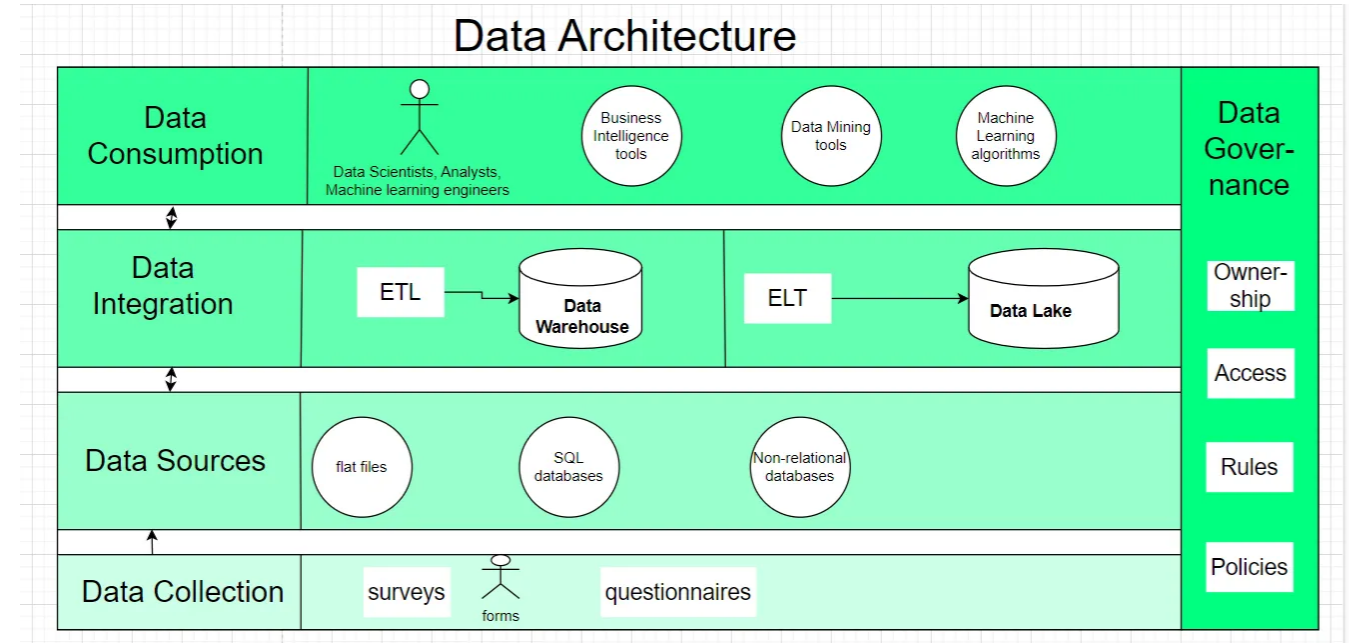 Data Architecture
Data
Consumption
Data Scientists, Analysts,
Machine learning engineers
Business
Intelligence
tools
Data Mining
tools
Machine
Learning
algorithms
Data
Integration
ETL
Data
Warehouse
ELT
Data Lake
Data Sources
flat files
SQL
databases
Non-relational
databases
Data Collection
surveys
forms
questionnaires
Data
Gover-
nance
Owner-
ship
Access
Rules
Policies